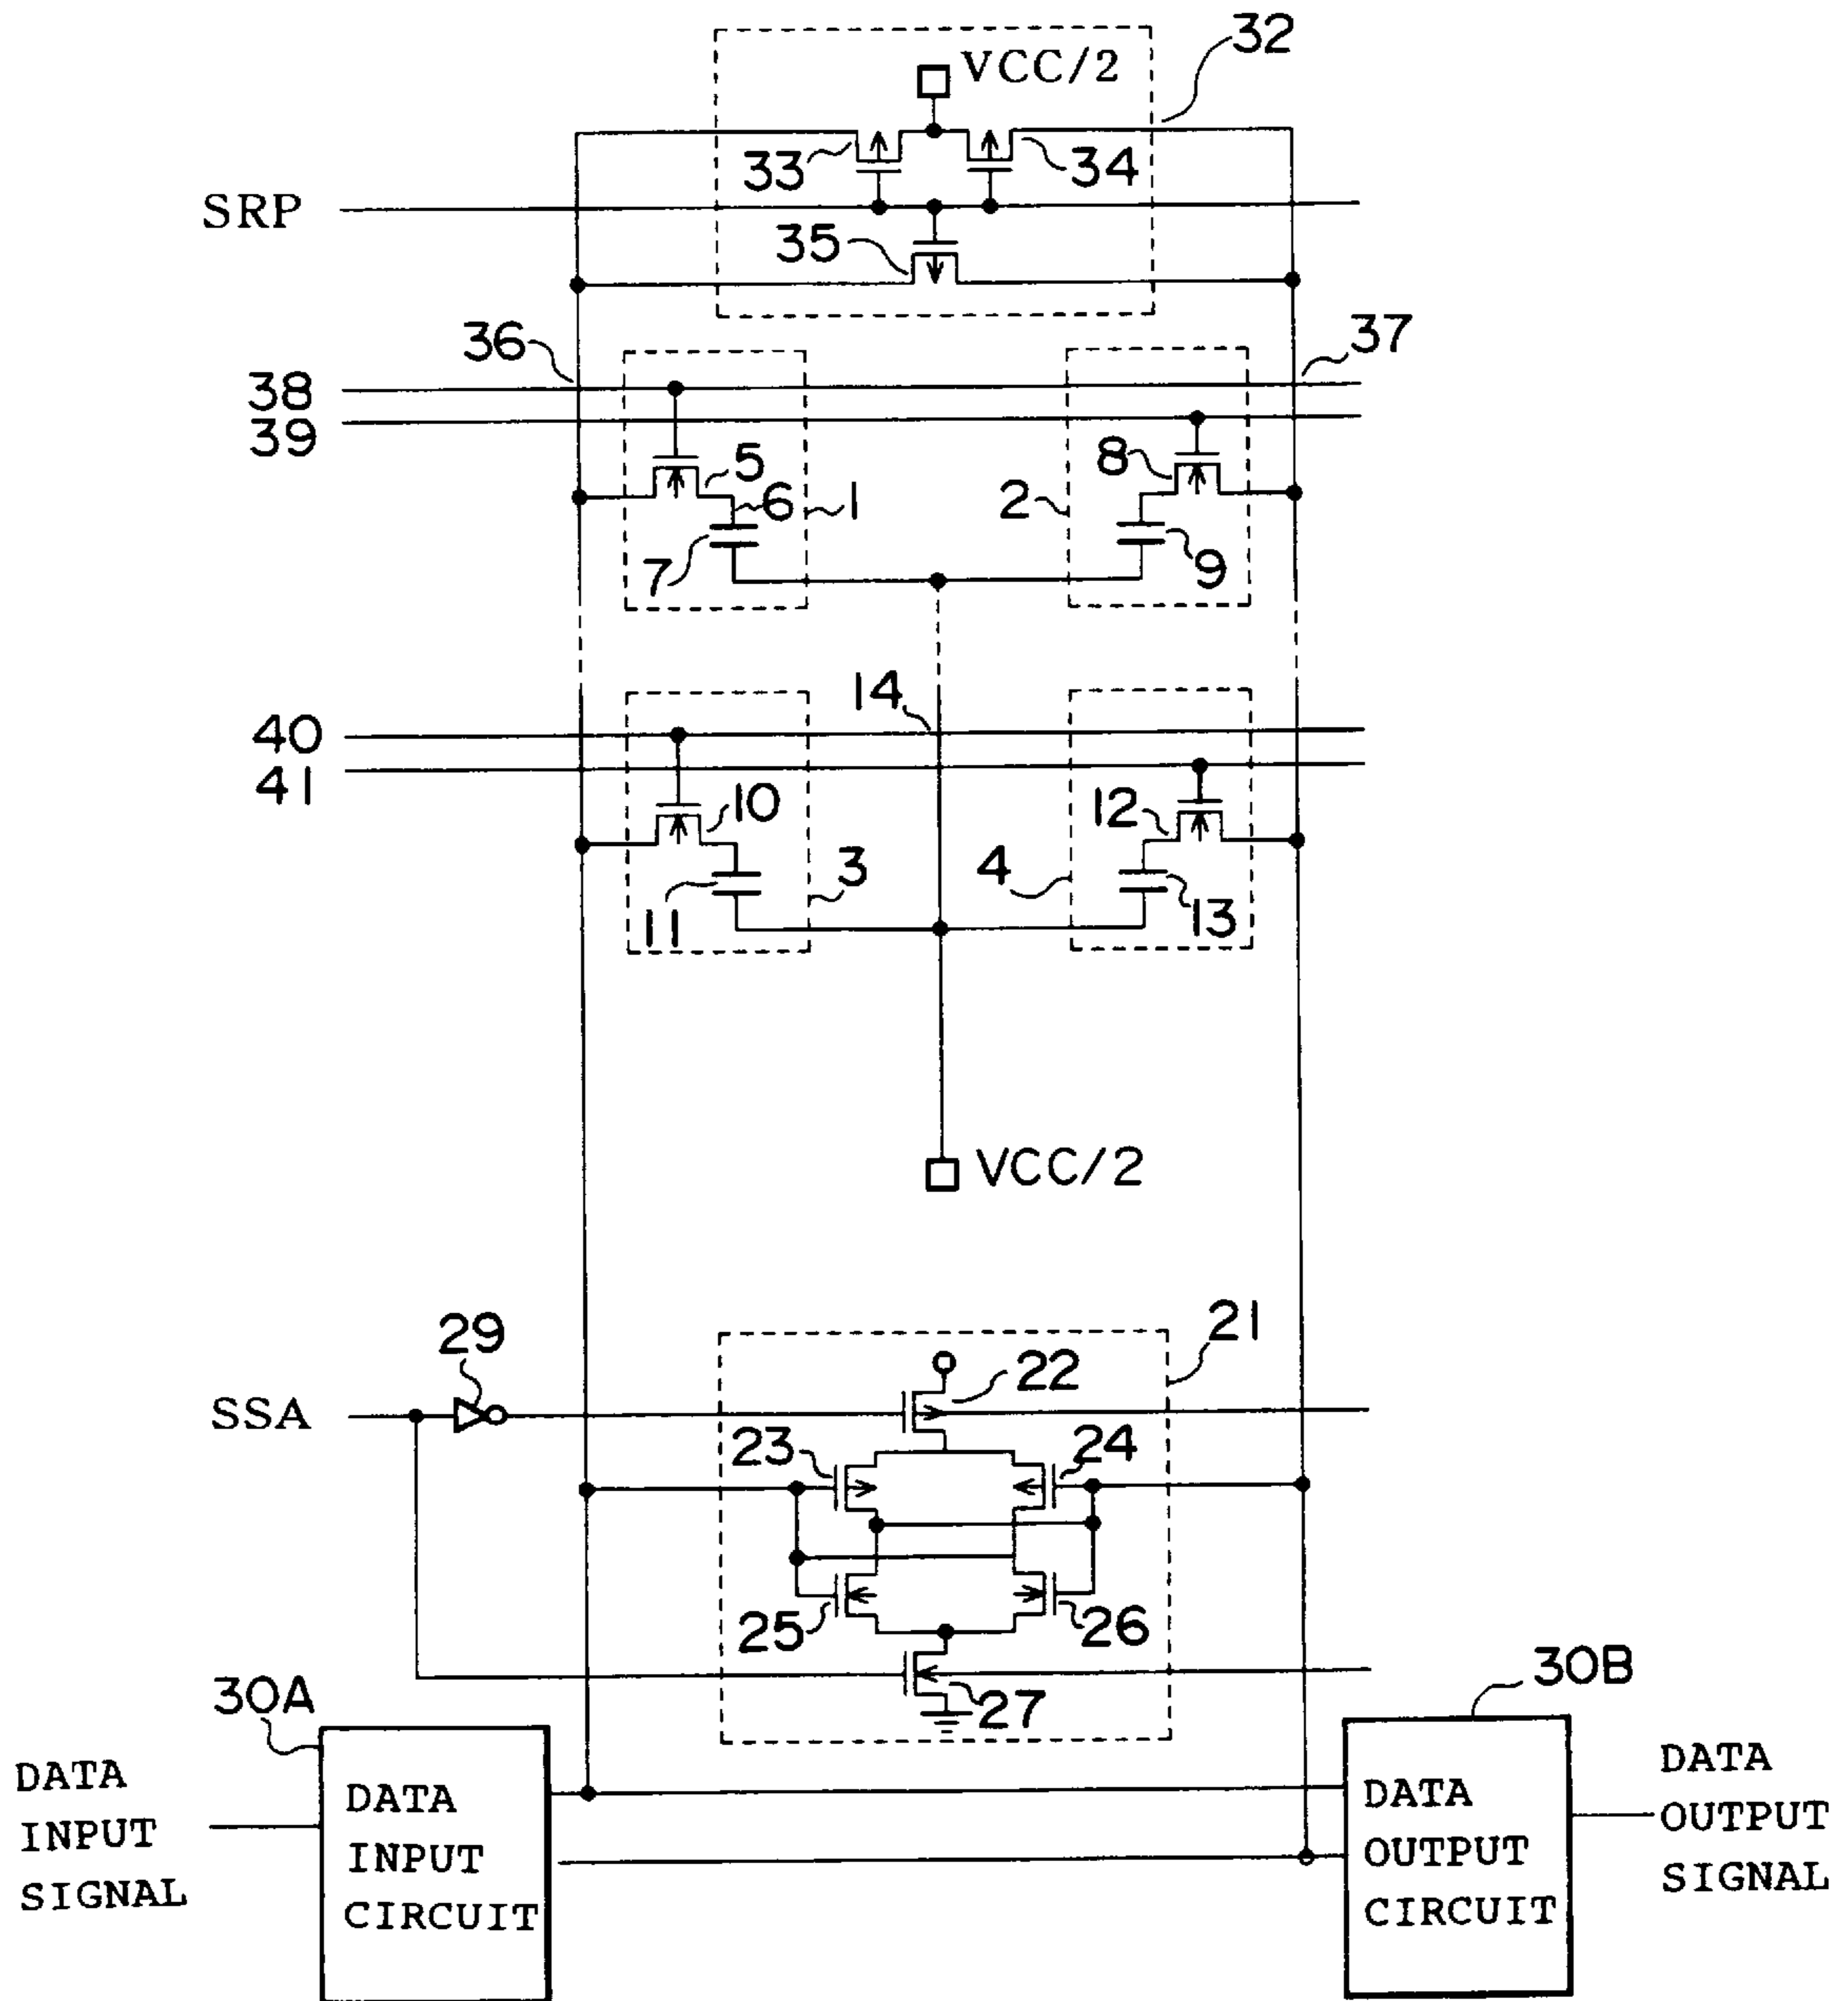 32
VCC/2
33
34
SRP
35
36
37
38
39
5
8
6
1
2
7
9
14
40
41
10
12
3
4
11
13
VCC/2
29
21
SSA
22
23
24
25
26
27
30A
30B
DATA
INPUT
SIGNAL
DATA
INPUT
CIRCUIT
DATA
OUTPUT
CIRCUIT
DATA
OUTPUT
SIGNAL